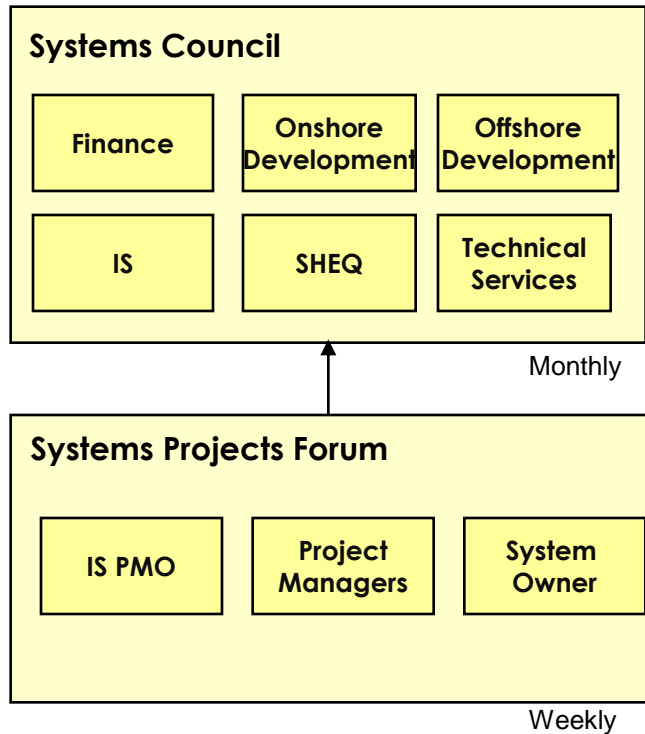 Systems Council
Finance
Onshore
Development
Offshore
Development
IS
SHEQ
Technical
Services
Monthly
Systems Projects Forum
IS PMO
Project
Managers
System
Owner
Weekly